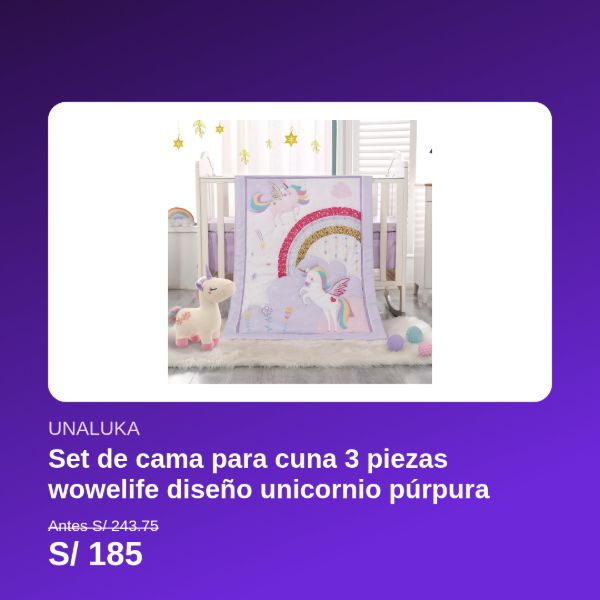 UNALUKA
Set de cama para cuna 3 piezas
wowelife diseño unicornio púrpura
Antes S/ 243.75
S/ 185